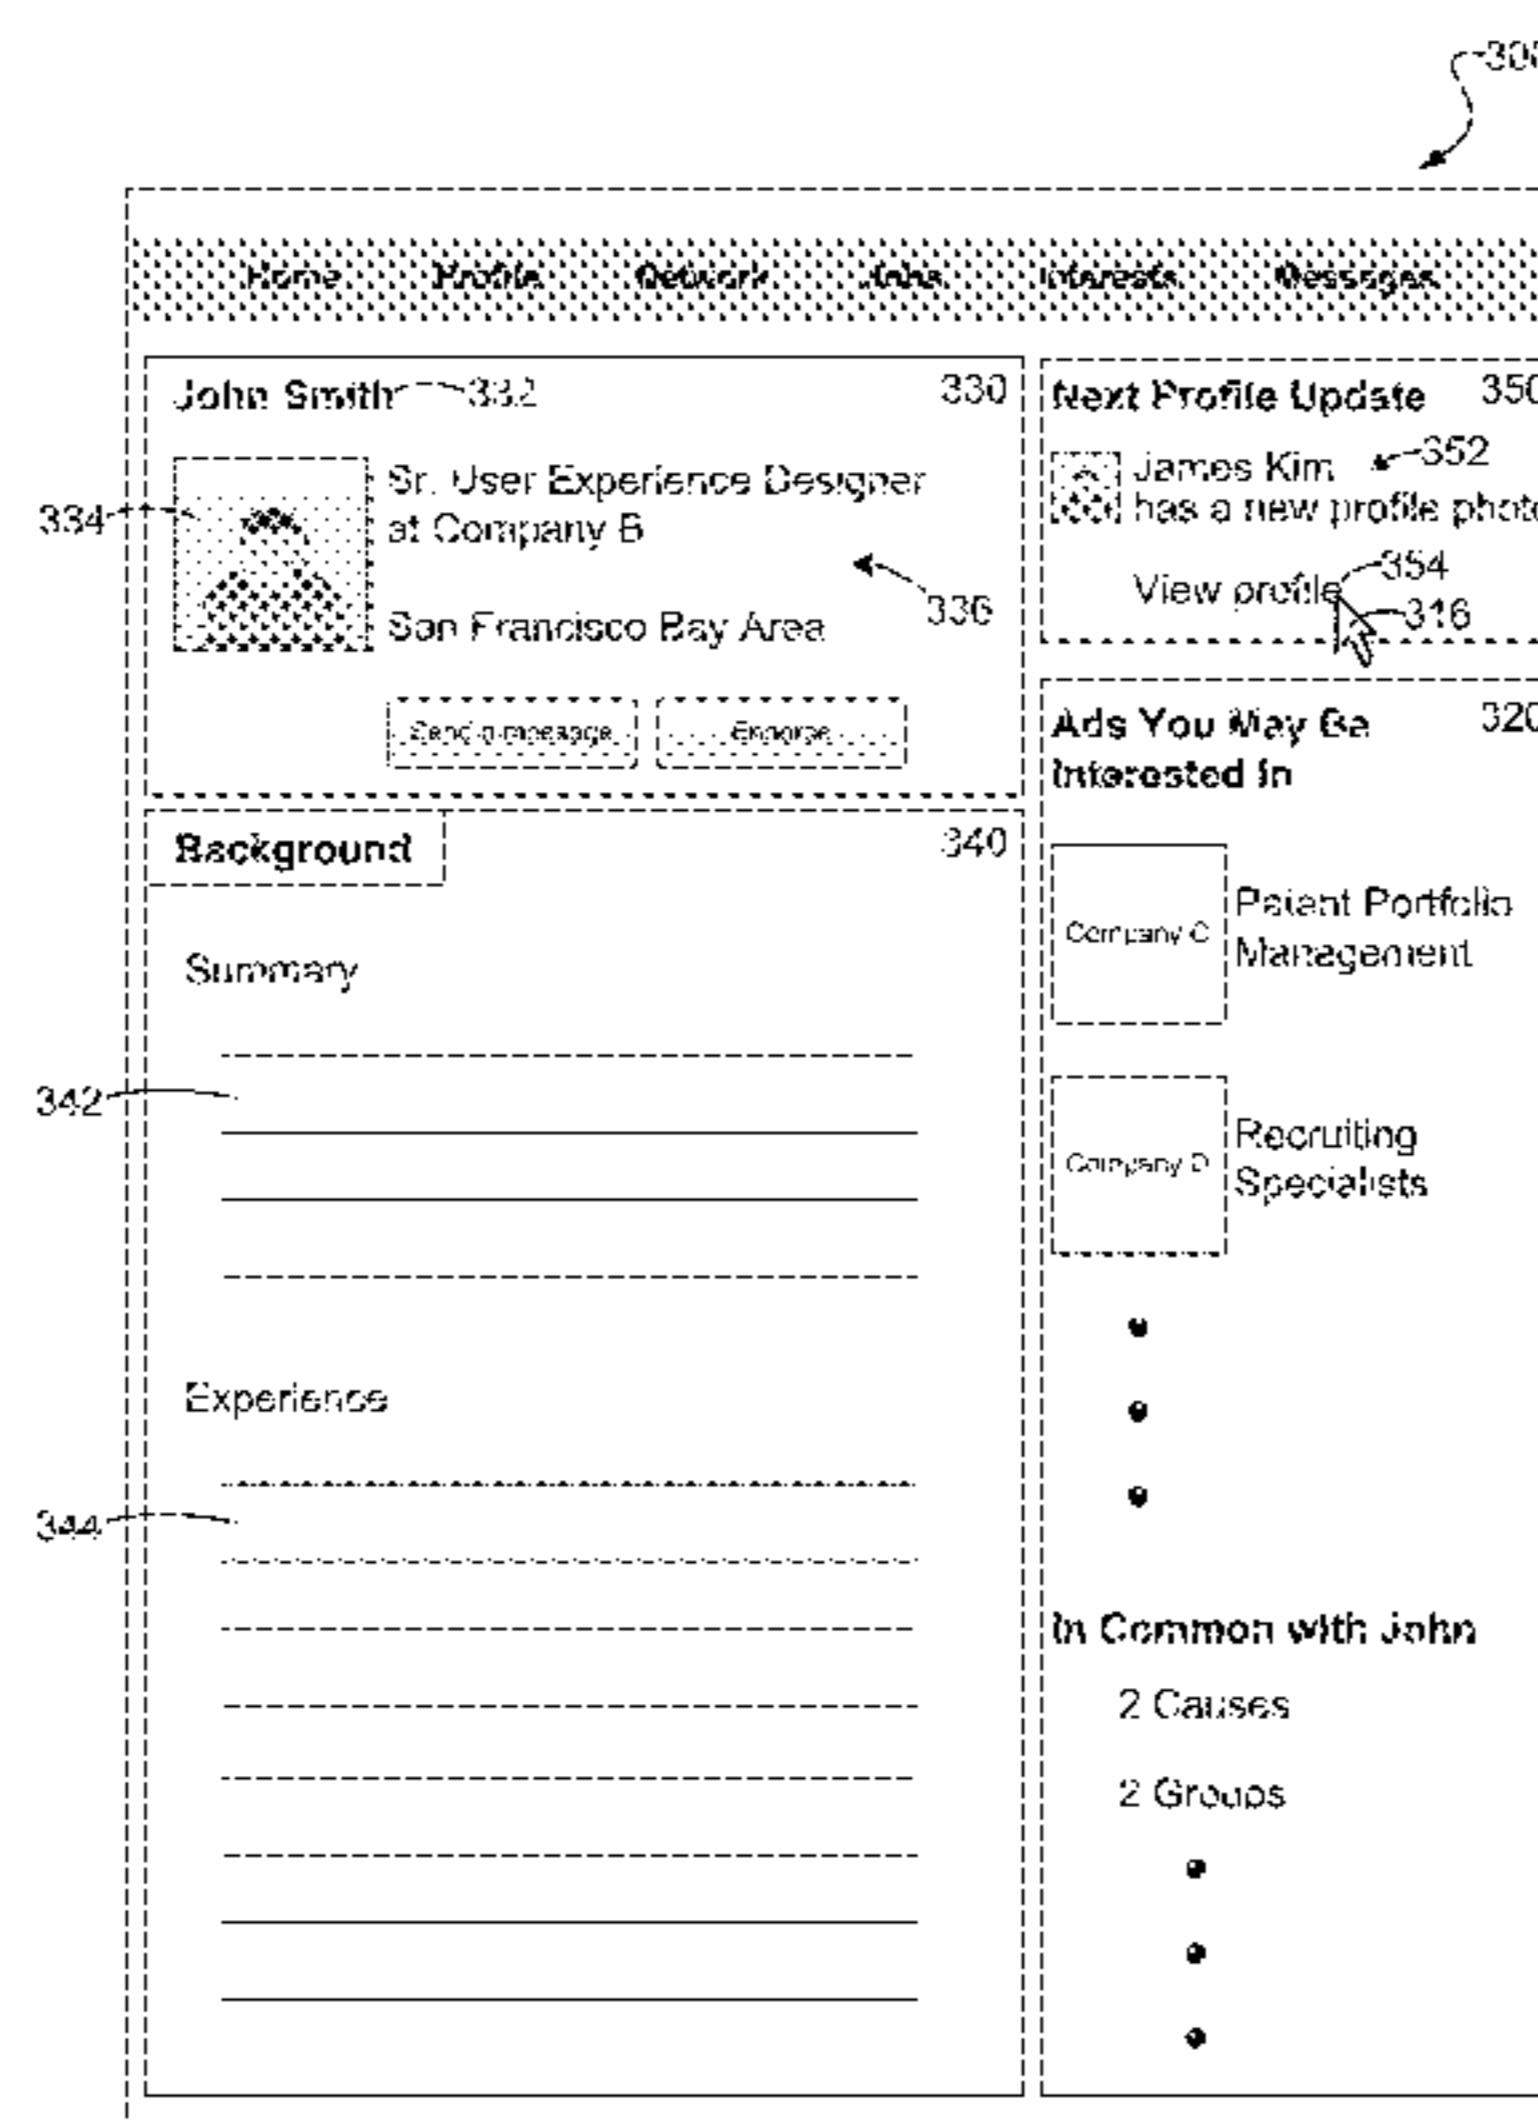 Home Profile Network Jobs Interests Messages
John Smith 332 330
334
Sr. User Experience Designer
at Company B
336
San Francisco Bay Area
Send a message Endorse
Background 340
Summary
342
Experience
344
Next Profile Update
352
James Kim
has a new profile photo
354
View profile
316
Ads You May Be
Interested In
Company C
Patent Portfolio
Management
Company D
Recruiting
Specialists
In Common with John
2 Causes
2 Groups